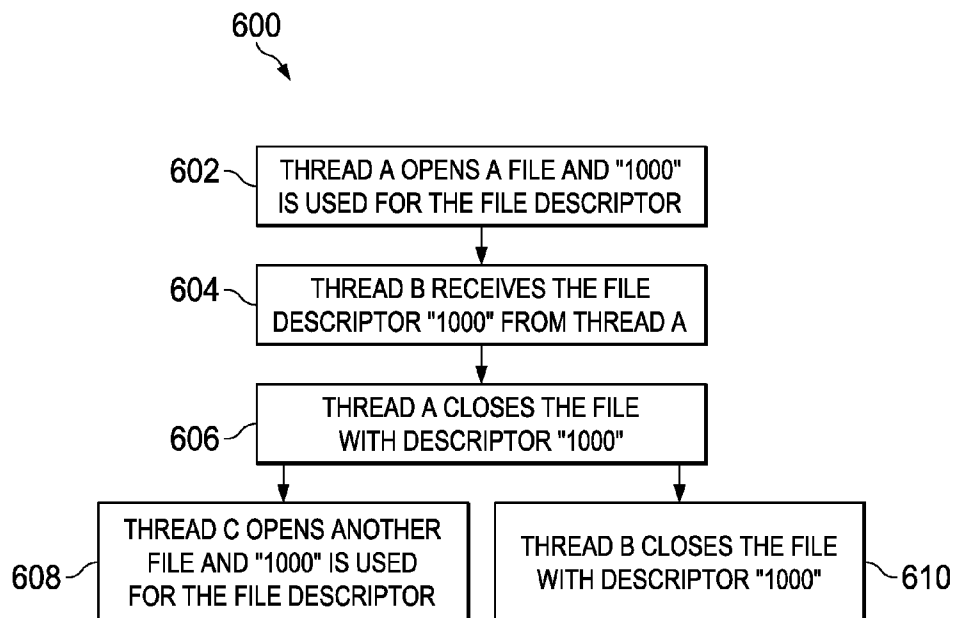 600
602
THREAD A OPENS A FILE AND "1000"
IS USED FOR THE FILE DESCRIPTOR
604
THREAD B RECEIVES THE FILE
DESCRIPTOR "1000" FROM THREAD A
606
THREAD A CLOSES THE FILE
WITH DESCRIPTOR "1000"
608
THREAD C OPENS ANOTHER
FILE AND "1000" IS USED
FOR THE FILE DESCRIPTOR
THREAD B CLOSES THE FILE
WITH DESCRIPTOR "1000"
610